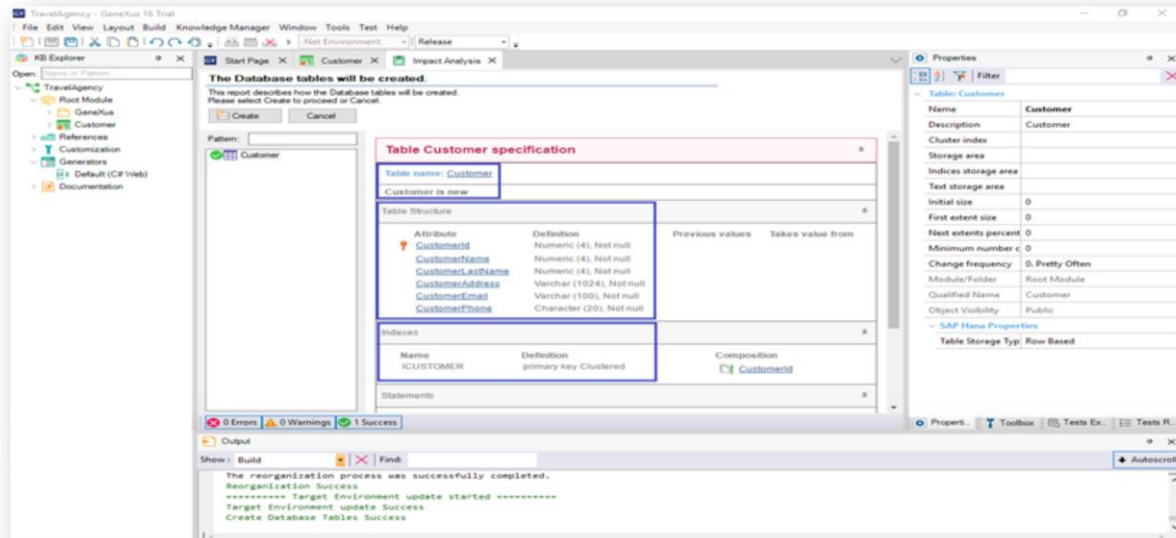 TravelAgency - GeneXus 16 Trial
File Edit View Layout Build Knowledge Manager Window Tools Test Help
.Net Environment Release
KB Explorer
Open: Name or Pattern
TravelAgency
Root Module
GeneXus
Customer
References
Customization
Generators
Default (C# Web)
Documentation
Start Page Customer Impact Analysis
The Database tables will be created.
This report describes how the Database tables will be created.
Please select Create to proceed or Cancel.
Create Cancel
Pattern:
Customer
Table Customer specification
Table name: Customer
Customer is new
Table Structure
Attribute Definition Previous values Takes value from
CustomerId Numeric (4), Not null
CustomerName Numeric (4), Not null
CustomerLastName Numeric (4), Not null
CustomerAddress Varchar (1024), Not null
CustomerEmail Varchar (100), Not null
CustomerPhone Character (20), Not null
Indexes
Name Definition Composition
ICUSTOMER primary key Clustered CustomerId
Statements
0 Errors 0 Warnings 1 Success
Properties
Filter
Table: Customer
Name Customer
Description Customer
Cluster index
Storage area
Indices storage area
Text storage area
Initial size 0
First extent size 0
Next extents percent 0
Minimum number c 0
Change frequency 0. Pretty Often
Module/Folder Root Module
Qualified Name Customer
Object Visibility Public
SAP Hana Properties
Table Storage Typ Row Based
Properti.. Toolbox Tests Ex.. Tests R..
Output
Show: Build Find: Autoscroll
The reorganization process was successfully completed.
Reorganization Success
========== Target Environment update started ==========
Target Environment update Success
Create Database Tables Success